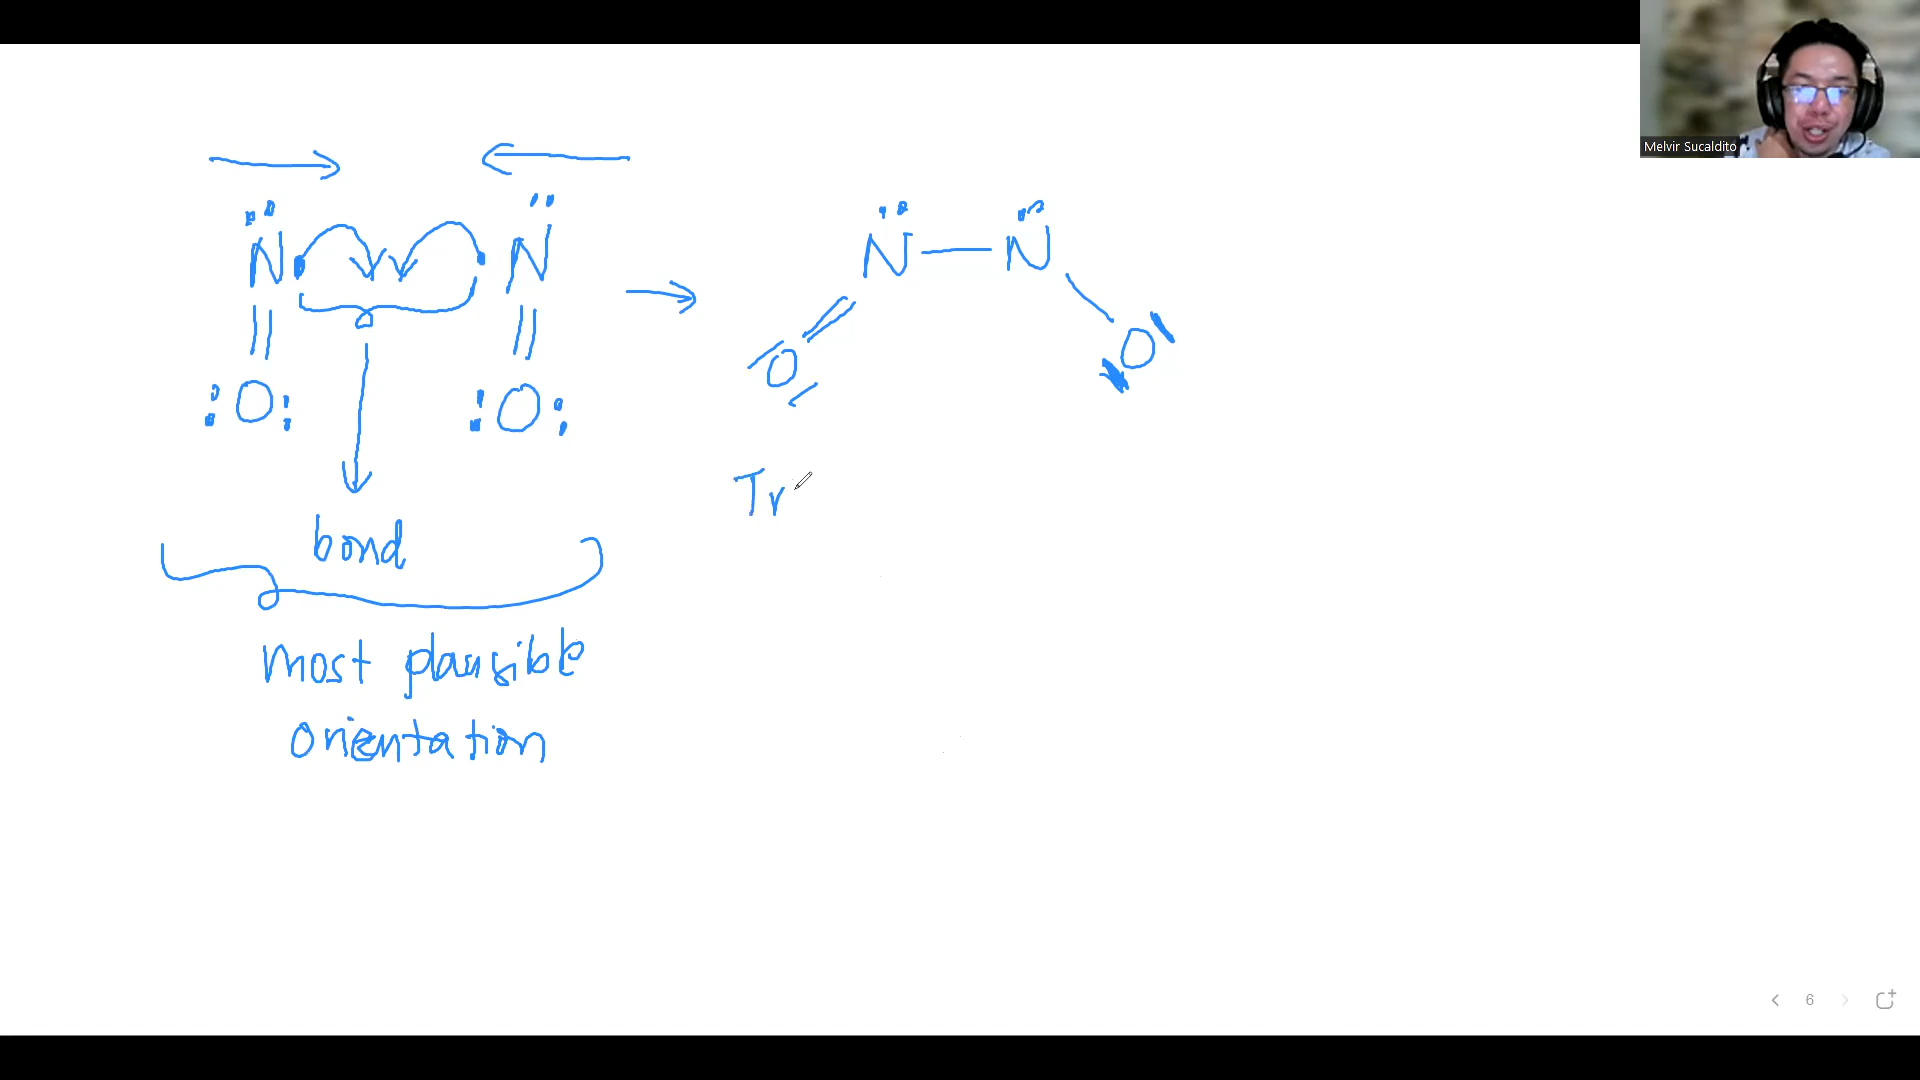 Melvir Sucaldito
N N → N — N
|| ||
:O: :O: O O
bond
Tr
most plausible
orientation
6